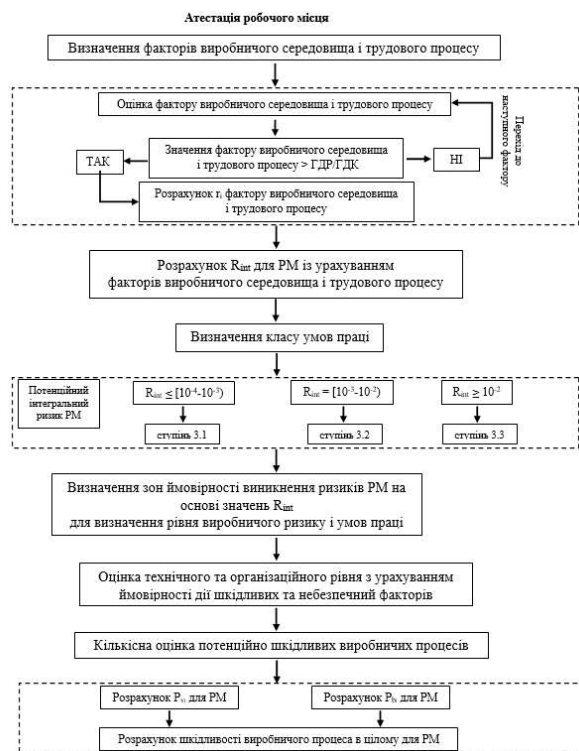 Атестація робочого місця
Визначення факторів виробничого середовища і трудового процесу
Оцінка фактору виробничого середовища і трудового процесу
Значення фактору виробничого середовища
і трудового процесу > ГДР/ГДК
ТАК
НІ
Перехід до
наступного фактору
Розрахунок rᵢ фактору виробничого середовища
і трудового процесу
Розрахунок Rint для РМ із урахуванням
факторів виробничого середовища і трудового процесу
Визначення класу умов праці
Потенційний
інтегральний
ризик РМ
Rint ≤ [10⁻⁴-10⁻³)
Rint = [10⁻³-10⁻²)
Rint ≥ 10⁻²
ступінь 3.1
ступінь 3.2
ступінь 3.3
Визначення зон ймовірності виникнення ризиків РМ на
основі значень Rint
для визначення рівня виробничого ризику і умов праці
Оцінка технічного та організаційного рівня з урахуванням
ймовірності дії шкідливих та небезпечний факторів
Кількісна оцінка потенційно шкідливих виробничих процесів
Розрахунок Р для РМ
Розрахунок Р для РМ
Розрахунок шкідливості виробничого процеса в цілому для РМ